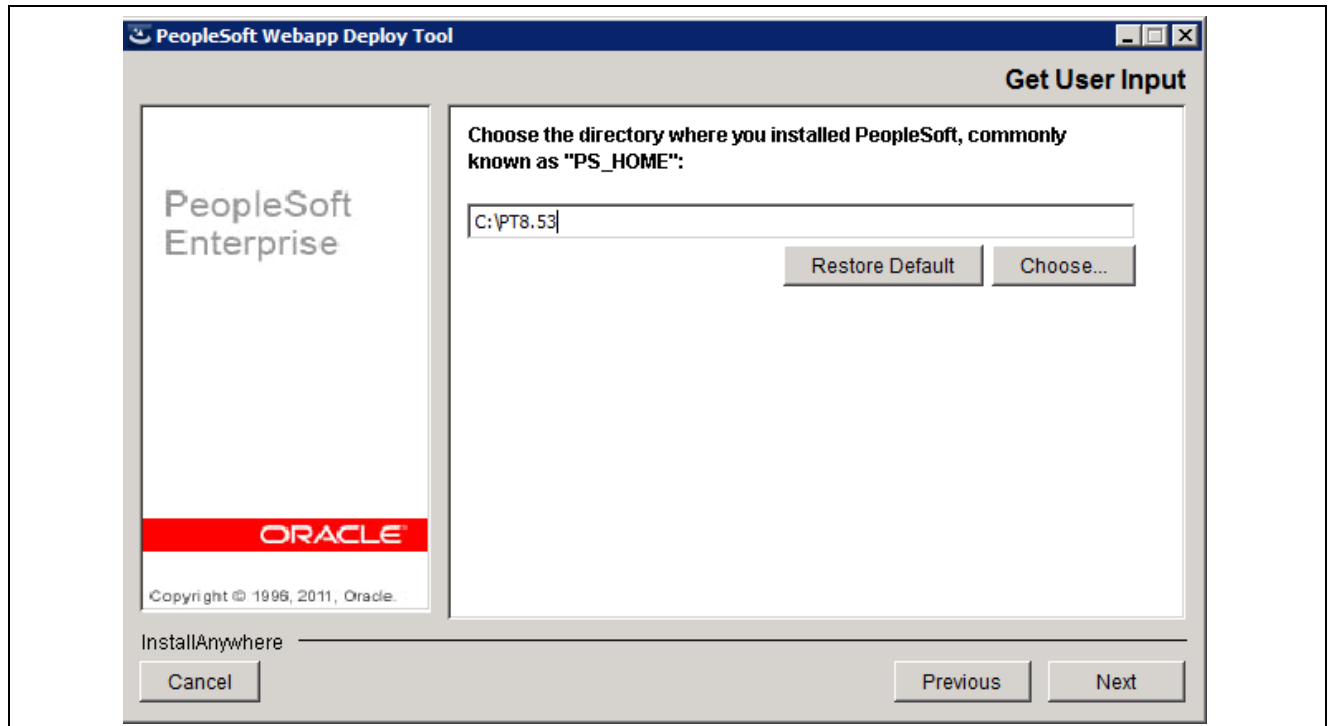 PeopleSoft Webapp Deploy Tool
Get User Input
PeopleSoft
Enterprise
ORACLE
Copyright © 1996, 2011, Oracle.
Choose the directory where you installed PeopleSoft, commonly
known as "PS_HOME":
C:\PT8.53
Restore Default
Choose...
InstallAnywhere
Cancel
Previous
Next